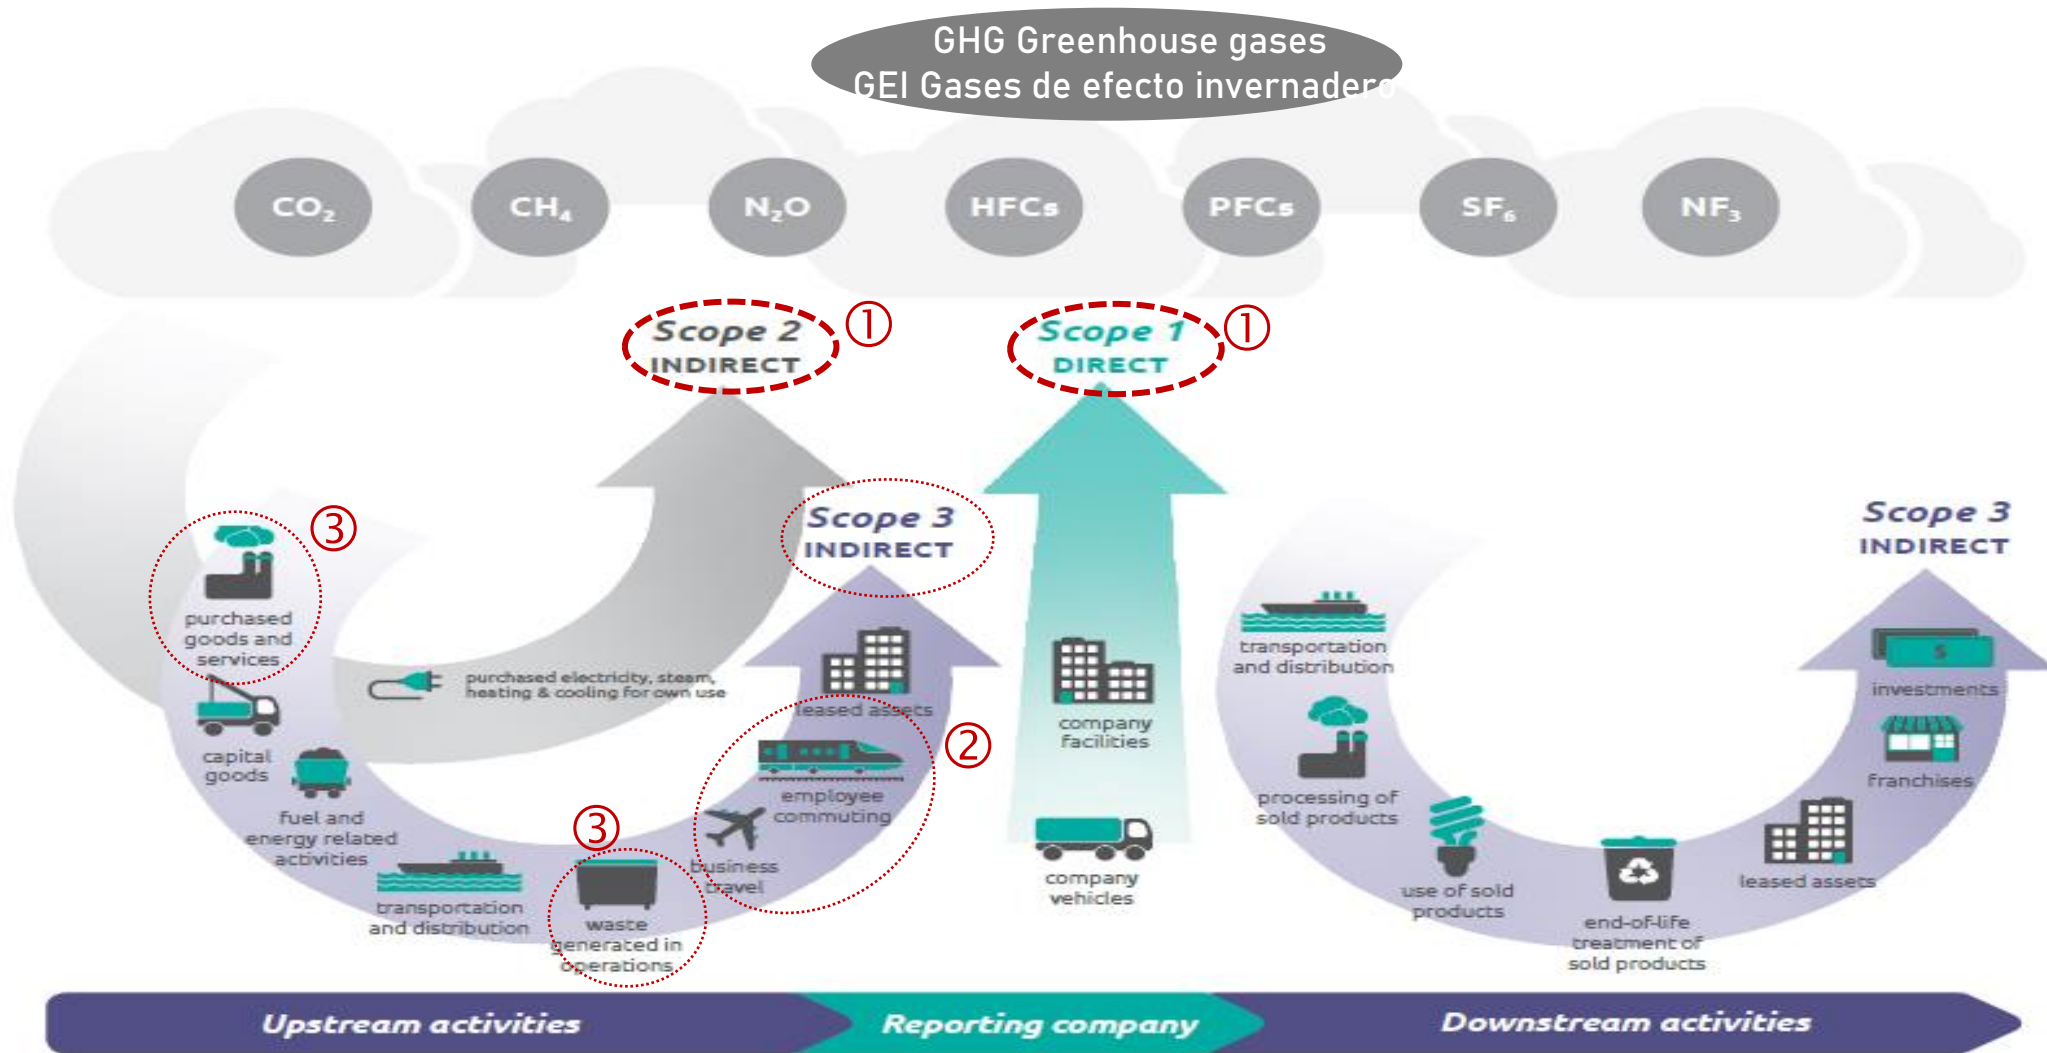 GHG Greenhouse gases
GEI Gases de efecto invernadero
CO₂
CH₄
N₂O
HFCs
PFCs
SF₆
NF₃
Scope 2
INDIRECT
①
Scope 1
DIRECT
①
Scope 3
INDIRECT
Scope 3
INDIRECT
③
purchased
goods and
services
capital
goods
fuel and
energy related
activities
transportation
and distribution
③
waste
generated in
operations
business
travel
employee
commuting
②
leased assets
purchased electricity, steam,
heating & cooling for own use
company
facilities
company
vehicles
transportation
and distribution
processing of
sold products
use of sold
products
end-of-life
treatment of
sold products
leased assets
franchises
$
investments
Upstream activities
Reporting company
Downstream activities